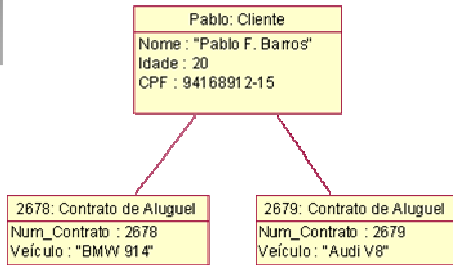 Pablo: Cliente
Nome : "Pablo F. Barros"
Idade : 20
CPF : 94168912-15
2678: Contrato de Aluguel
Num_Contrato : 2678
Veículo : "BMW 914"
2679: Contrato de Aluguel
Num_Contrato : 2679
Veículo : "Audi V8"